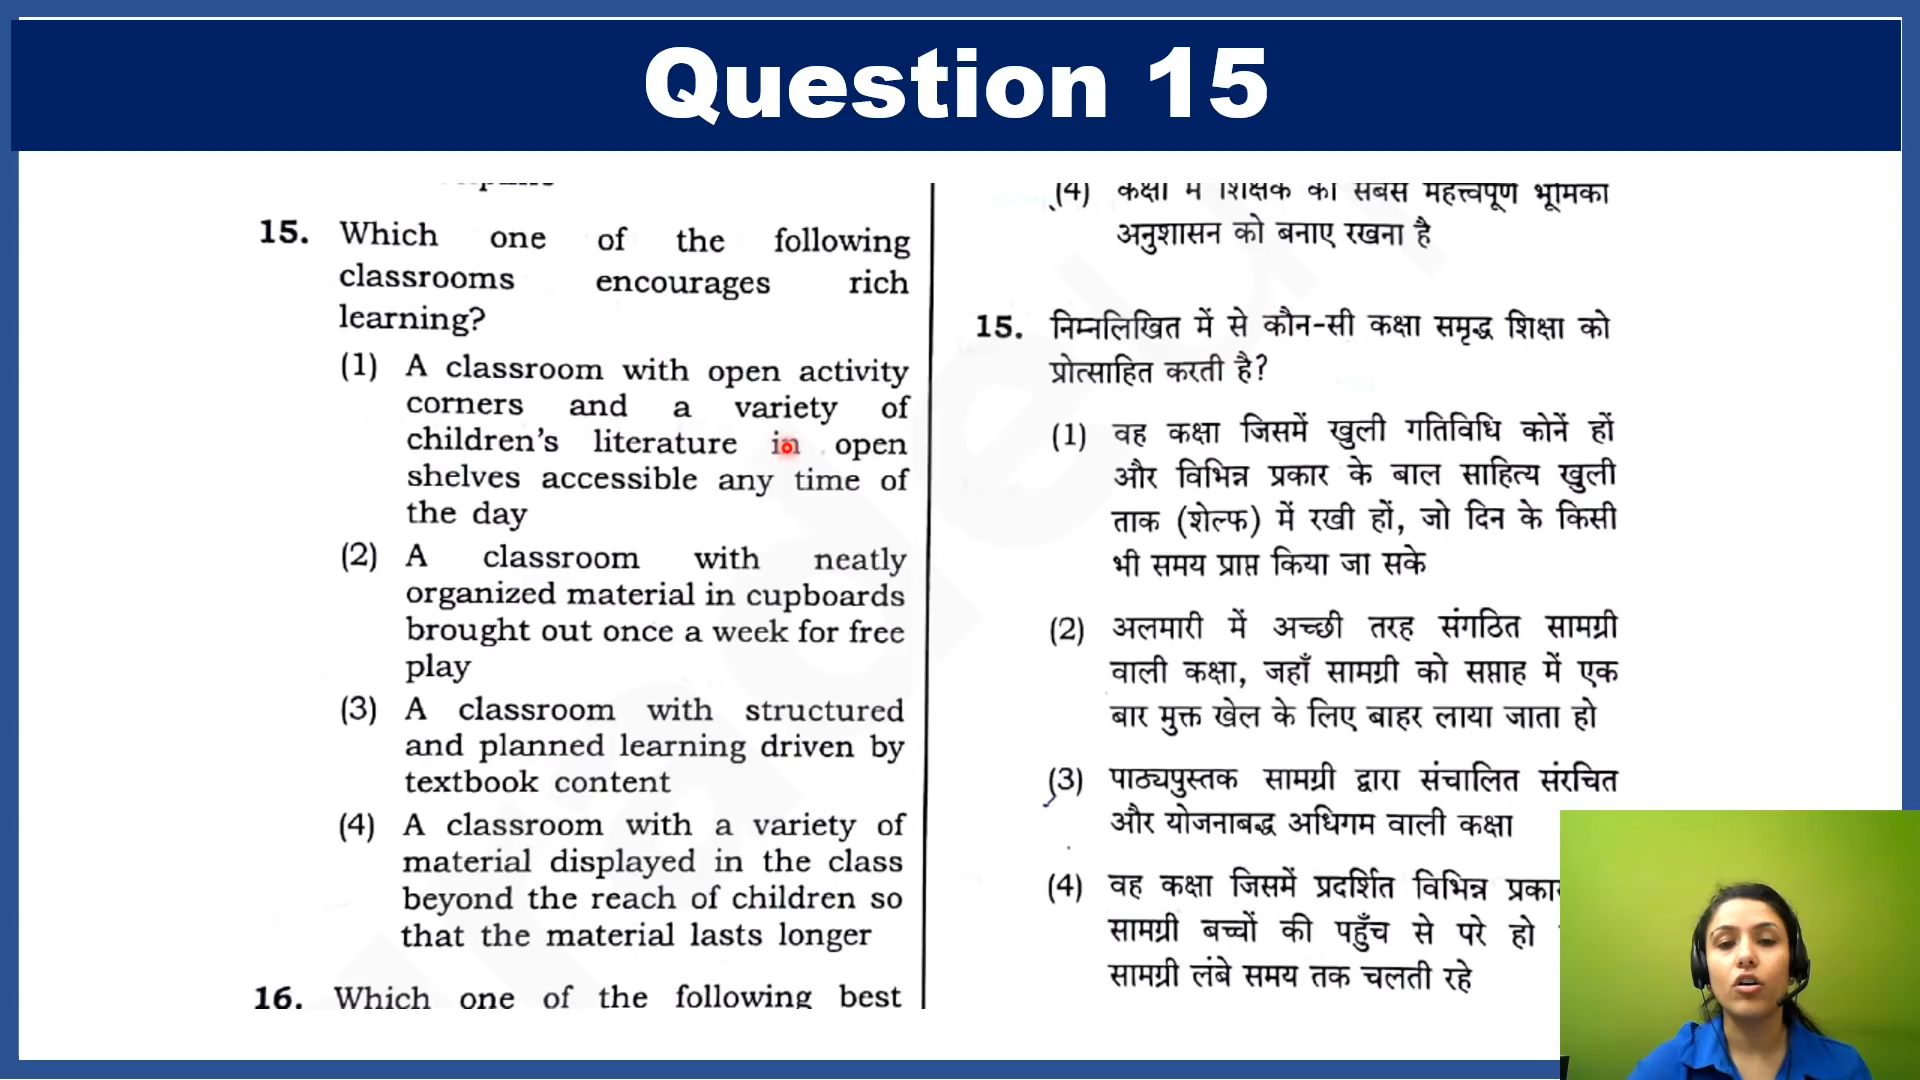 Question 15
15. Which one of the following
classrooms encourages rich
learning?
(1) A classroom with open activity
corners and a variety of
children's literature in open
shelves accessible any time of
the day
(2) A classroom with neatly
organized material in cupboards
brought out once a week for free
play
(3) A classroom with structured
and planned learning driven by
textbook content
(4) A classroom with a variety of
material displayed in the class
beyond the reach of children so
that the material lasts longer
16. Which one of the following best
(4) कक्षा में शिक्षक की सबसे महत्त्वपूर्ण भूमिका
अनुशासन को बनाए रखना है
15. निम्नलिखित में से कौन-सी कक्षा समृद्ध शिक्षा को
प्रोत्साहित करती है?
(1) वह कक्षा जिसमें खुली गतिविधि कोनें हों
और विभिन्न प्रकार के बाल साहित्य खुली
ताक (शेल्फ) में रखी हों, जो दिन के किसी
भी समय प्राप्त किया जा सके
(2) अलमारी में अच्छी तरह संगठित सामग्री
वाली कक्षा, जहाँ सामग्री को सप्ताह में एक
बार मुक्त खेल के लिए बाहर लाया जाता हो
(3) पाठ्यपुस्तक सामग्री द्वारा संचालित संरचित
और योजनाबद्ध अधिगम वाली कक्षा
(4) वह कक्षा जिसमें प्रदर्शित विभिन्न
सामग्री बच्चों की पहुँच से परे हो
सामग्री लंबे समय तक चलती रहे